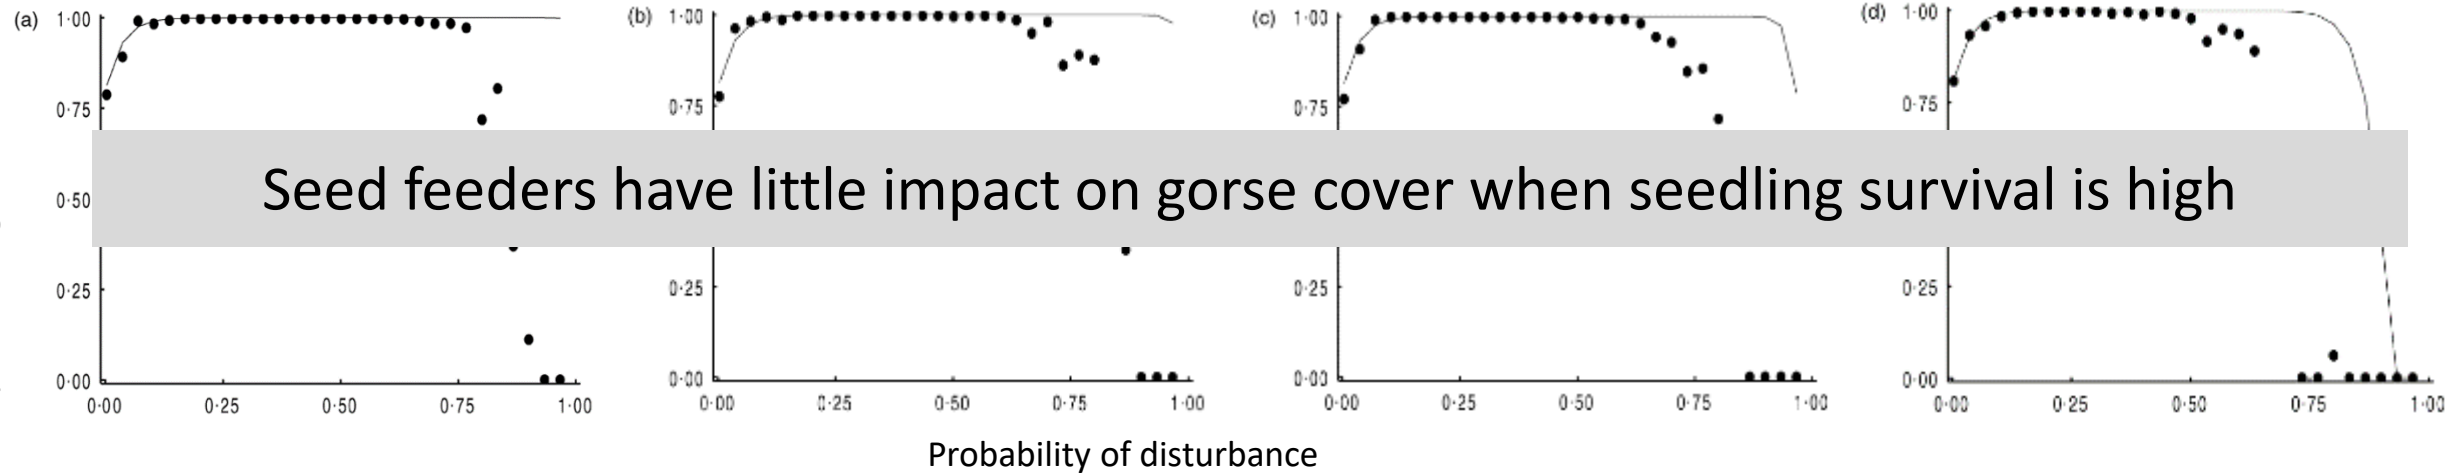 (a)
1·00
0·75
0·50
0·25
0·00
0·00 0·25 0·50 0·75 1·00
(b)
1·00
0·75
0·25
0·00
0·00 0·25 0·50 0·75 1·00
(c)
1·00
0·75
0·25
0·00
0·00 0·25 0·50 0·75 1·00
(d)
1·00
0·75
0·25
0·00
0·00 0·25 0·50 0·75 1·00
Seed feeders have little impact on gorse cover when seedling survival is high
Probability of disturbance